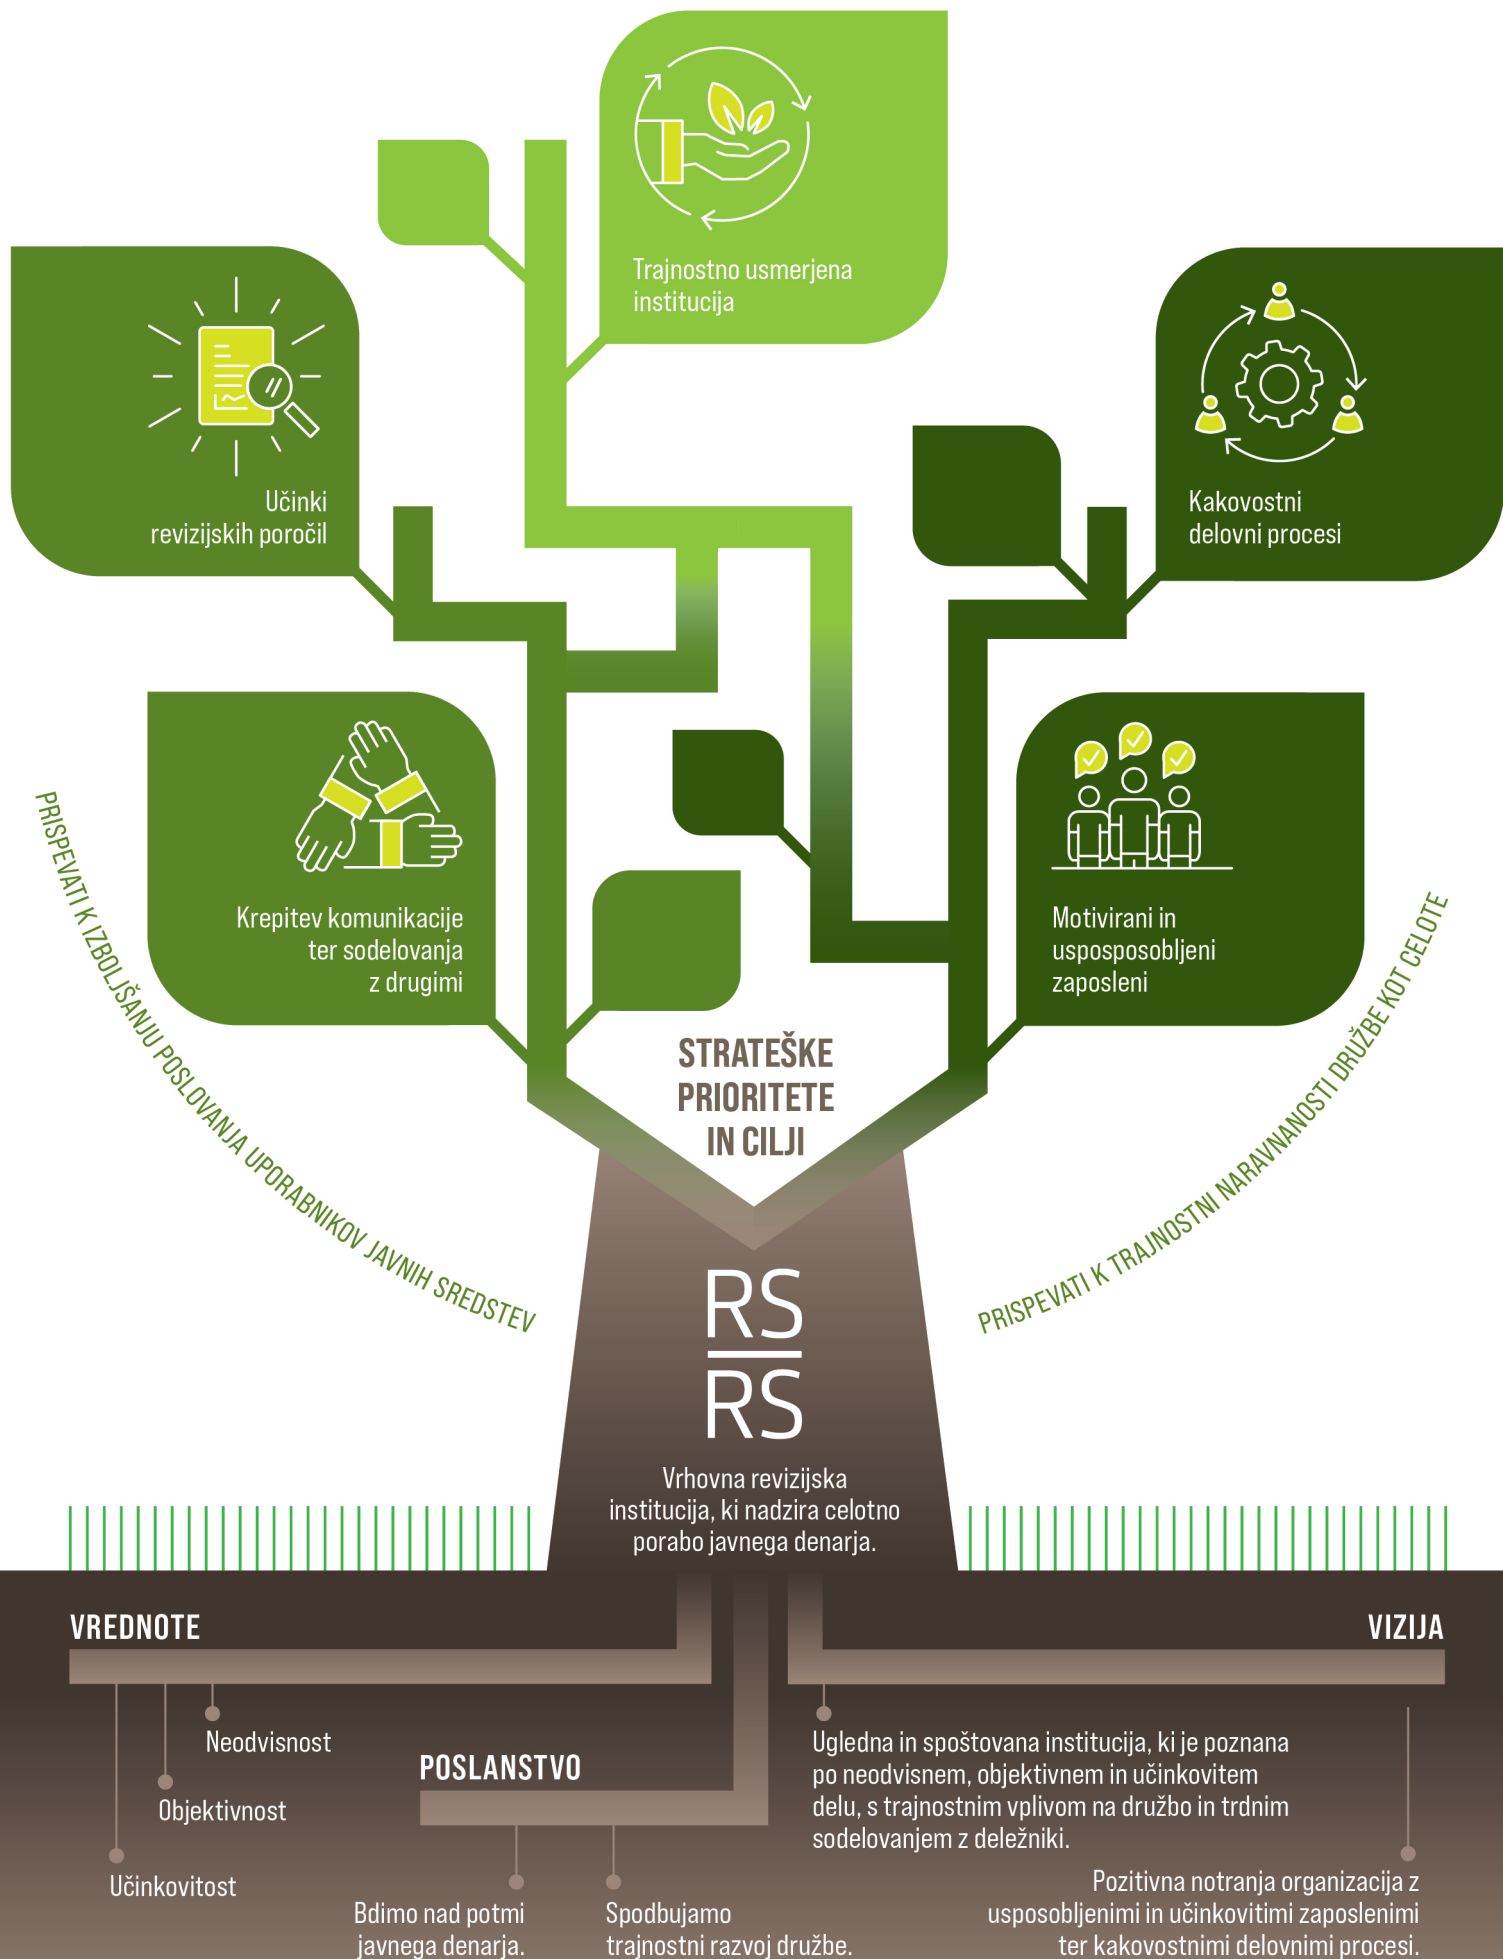 Trajnostno usmerjena
institucija
Učinki
revizijskih poročil
Kakovostni
delovni procesi
Krepitev komunikacije
ter sodelovanja
z drugimi
Motivirani in
usposposobljeni
zaposleni
PRISPEVATI K IZBOLJŠANJU POSLOVANJA UPORABNIKOV JAVNIH SREDSTEV
PRISPEVATI K TRAJNOSTNI NARAVNANOSTI DRUŽBE KOT CELOTE
STRATEŠKE
PRIORITETE
IN CILJI
RS
RS
Vrhovna revizijska
institucija, ki nadzira celotno
porabo javnega denarja.
VREDNOTE
Neodvisnost
Objektivnost
Učinkovitost
POSLANSTVO
Bdimo nad potmi
javnega denarja.
Spodbujamo
trajnostni razvoj družbe.
VIZIJA
Ugledna in spoštovana institucija, ki je poznana
po neodvisnem, objektivnem in učinkovitem
delu, s trajnostnim vplivom na družbo in trdnim
sodelovanjem z deležniki.
Pozitivna notranja organizacija z
usposobljenimi in učinkovitimi zaposlenimi
ter kakovostnimi delovnimi procesi.